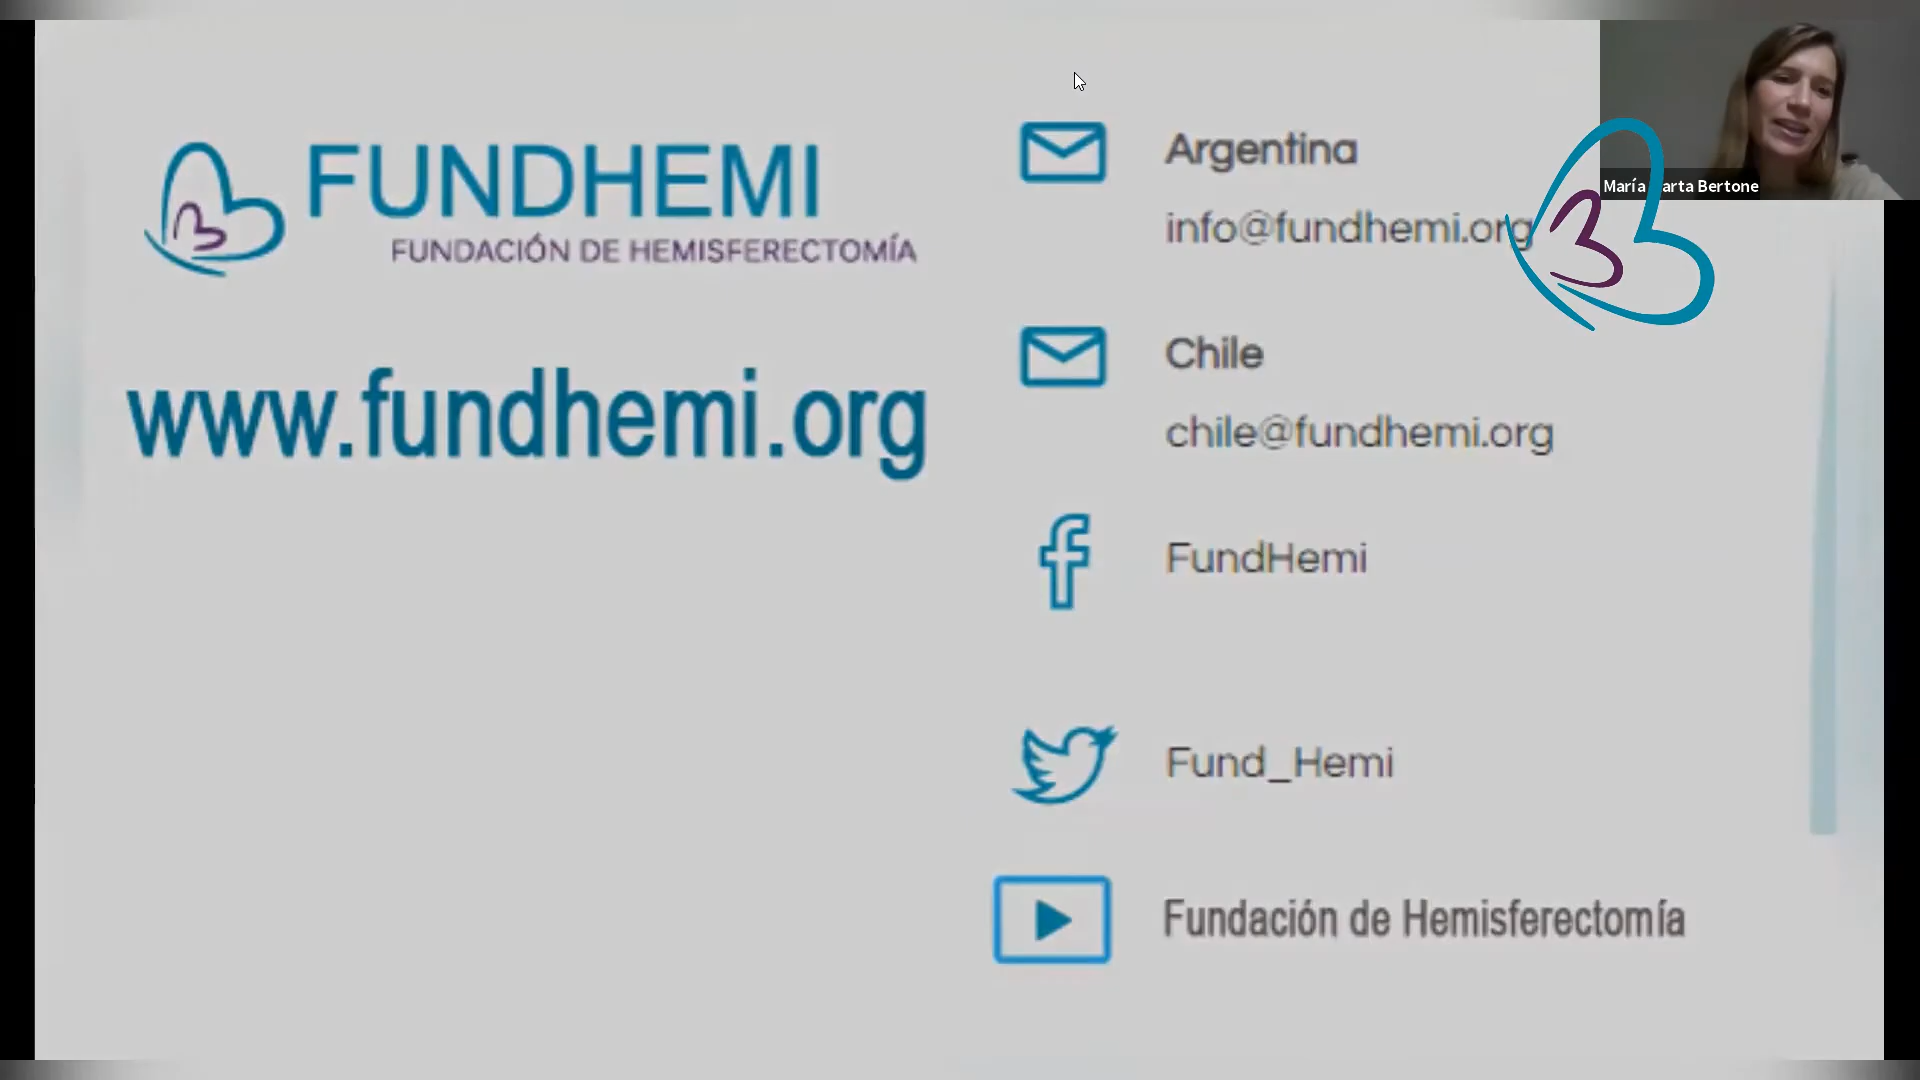 FUNDHEMI
FUNDACIÓN DE HEMISFERECTOMÍA
www.fundhemi.org
Argentina
info@fundhemi.org
Chile
chile@fundhemi.org
FundHemi
Fund_Hemi
Fundación de Hemisferectomía
María Marta Bertone